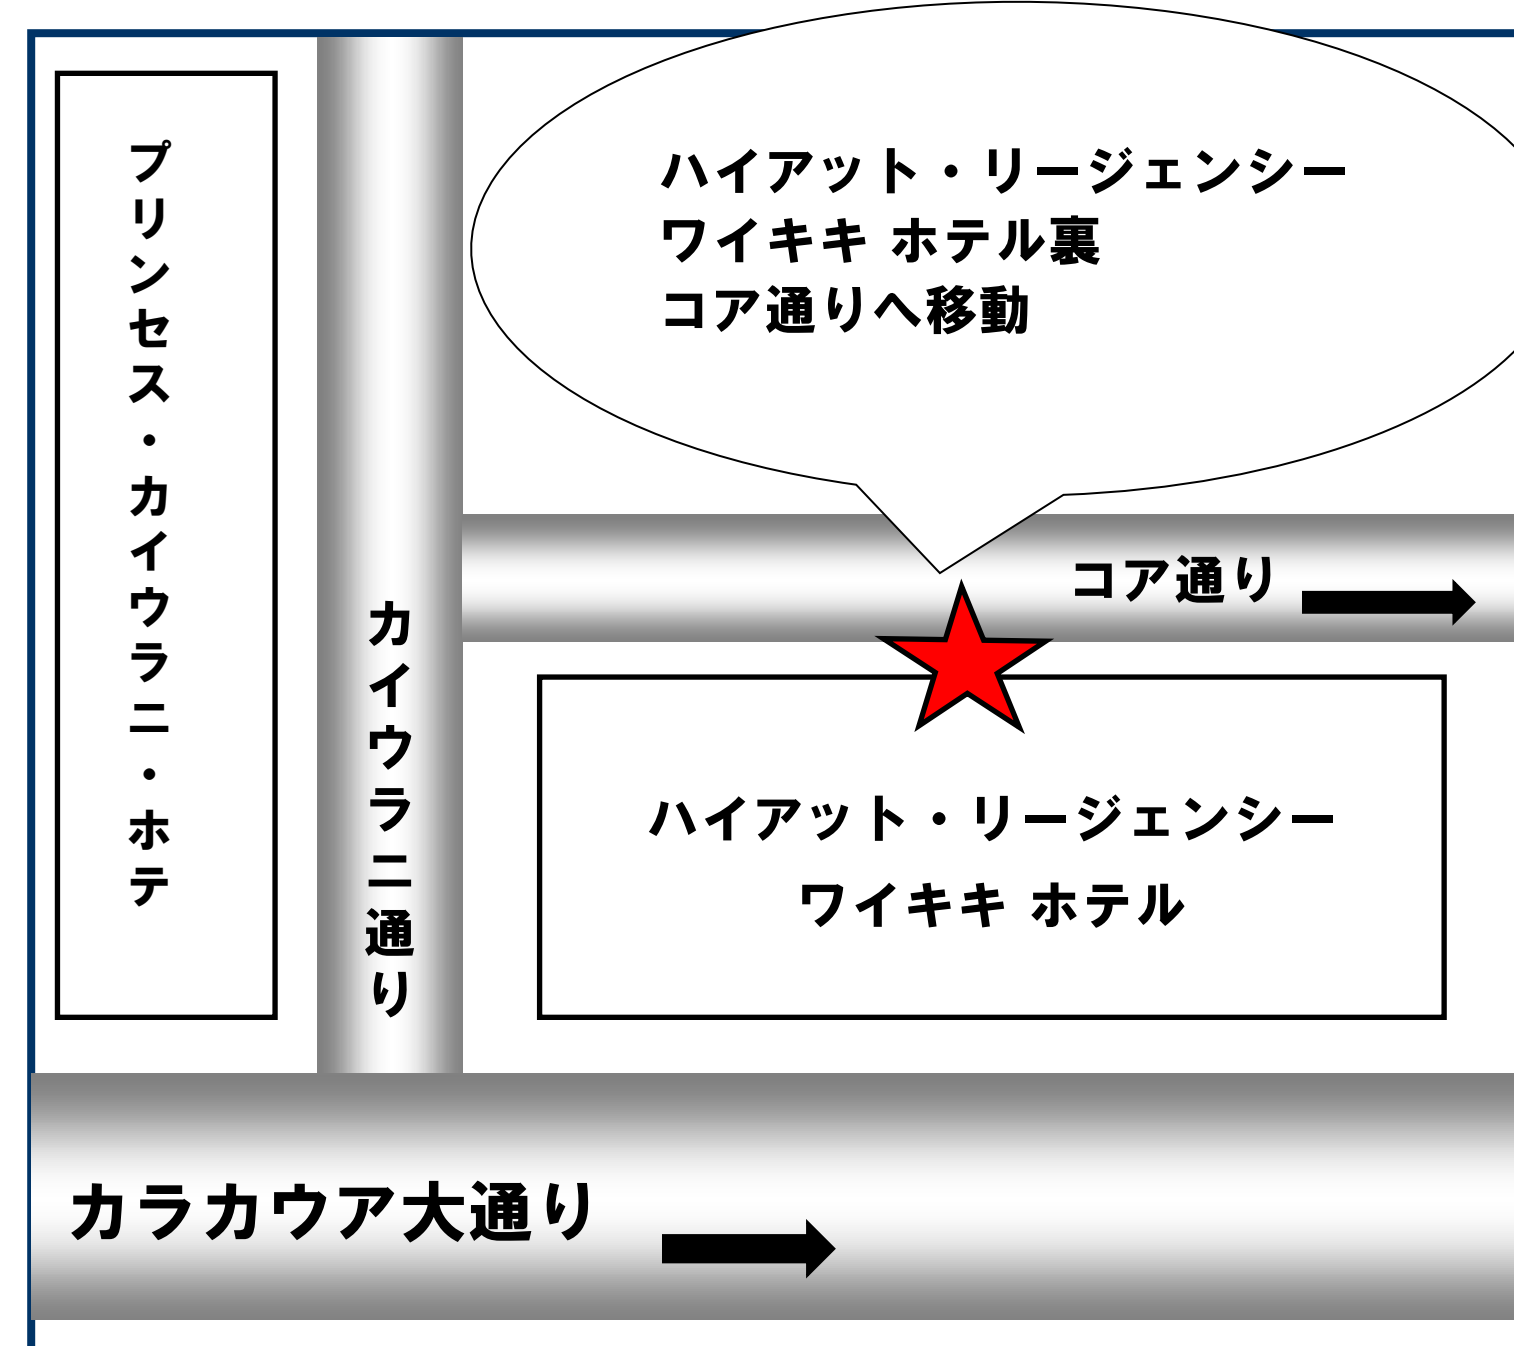 プリンセス・カイウラニ・ホテ
ハイアット・リージェンシー
ワイキキ ホテル裏
コア通りへ移動
コア通り
カイウラニ通り
ハイアット・リージェンシー
ワイキキ ホテル
カラカウア大通り